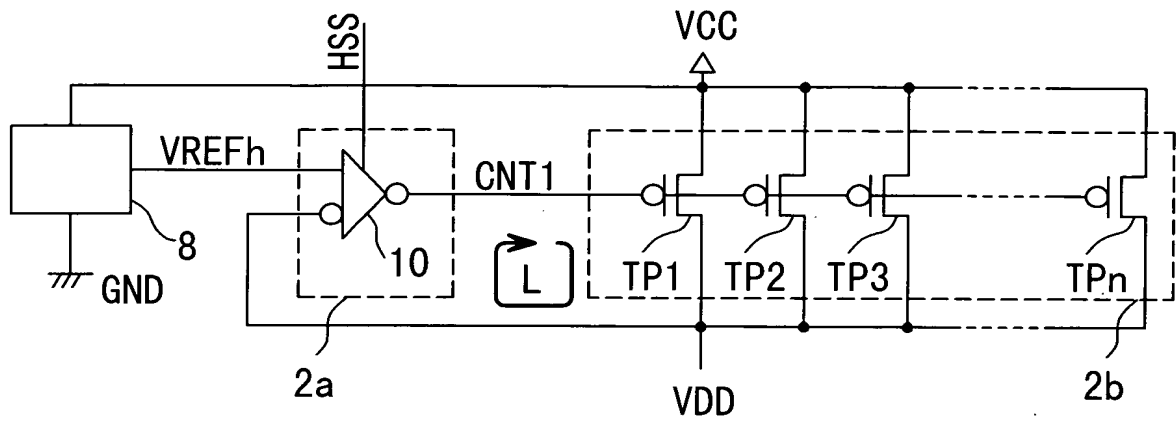 HSS
VCC
VREFh
CNT1
8
10
L
TP1
TP2
TP3
TPn
GND
2a
VDD
2b